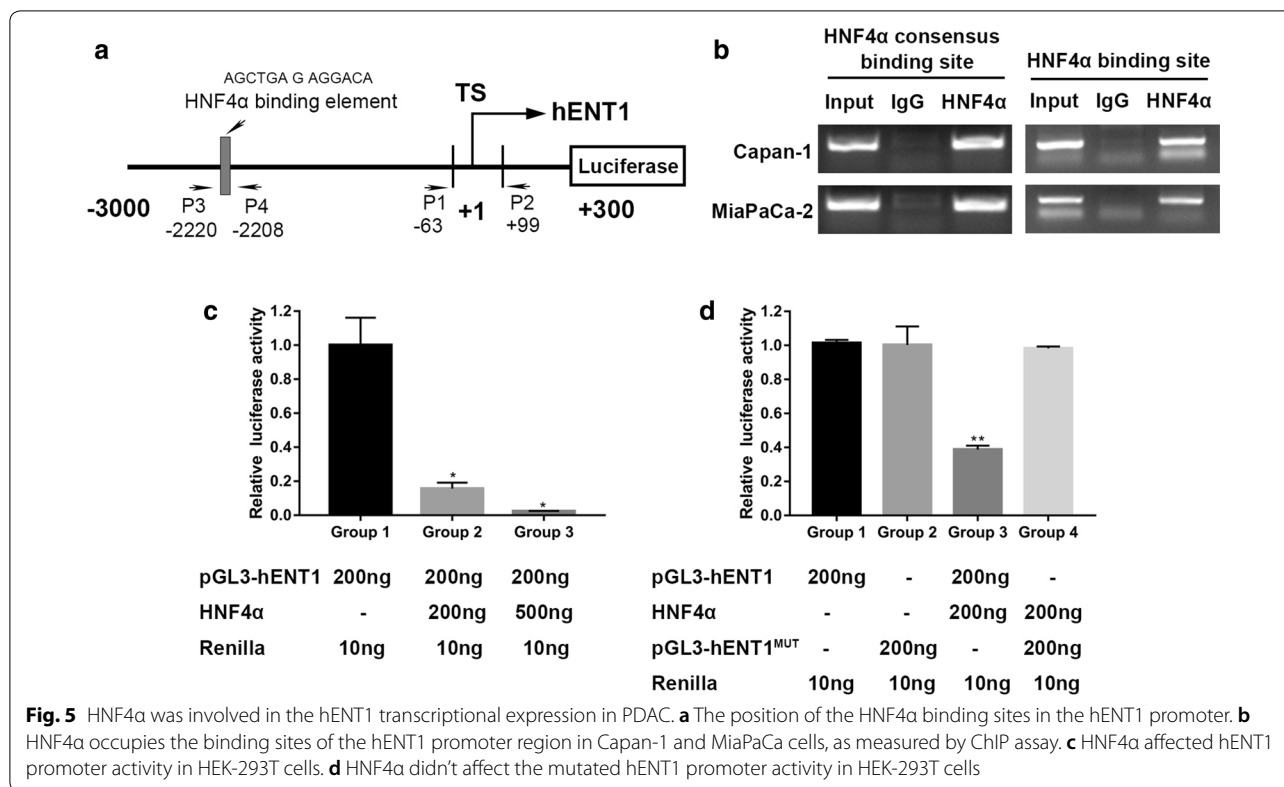 a
AGCTGA G AGGACA
HNF4α binding element
TS
hENT1
Luciferase
-3000
P3
-2220
P4
-2208
P1
-63
+1
P2
+99
+300
b
HNF4α consensus
binding site
HNF4α binding site
Input IgG HNF4α
Input IgG HNF4α
Capan-1
MiaPaCa-2
c
Relative luciferase activity
1.2
1.0
0.8
0.6
0.4
0.2
0.0
*
*
Group 1 Group 2 Group 3
pGL3-hENT1 200ng 200ng 200ng
HNF4α - 200ng 500ng
Renilla 10ng 10ng 10ng
d
Relative luciferase activity
1.2
1.0
0.8
0.6
0.4
0.2
0.0
**
Group 1 Group 2 Group 3 Group 4
pGL3-hENT1 200ng - 200ng -
HNF4α - - 200ng 200ng
pGL3-hENT1MUT - 200ng - 200ng
Renilla 10ng 10ng 10ng 10ng
Fig. 5 HNF4α was involved in the hENT1 transcriptional expression in PDAC. a The position of the HNF4α binding sites in the hENT1 promoter. b
HNF4α occupies the binding sites of the hENT1 promoter region in Capan-1 and MiaPaCa cells, as measured by ChIP assay. c HNF4α affected hENT1
promoter activity in HEK-293T cells. d HNF4α didn't affect the mutated hENT1 promoter activity in HEK-293T cells